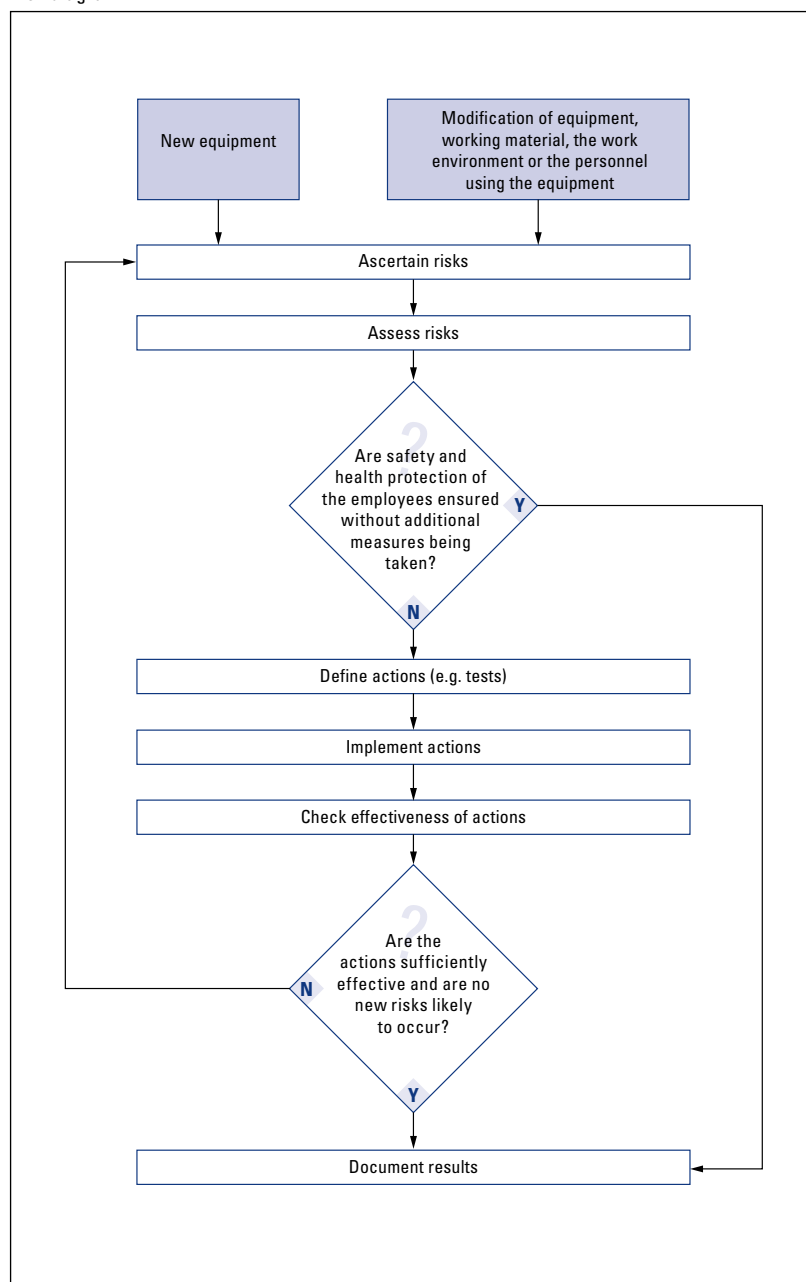 New equipment
Modification of equipment,
working material, the work
environment or the personnel
using the equipment
Ascertain risks
Assess risks
?
Are safety and
health protection of
the employees ensured
without additional
measures being
taken?
Y
N
Define actions (e.g. tests)
Implement actions
Check effectiveness of actions
?
Are the
actions sufficiently
effective and are no
new risks likely
to occur?
N
Y
Document results